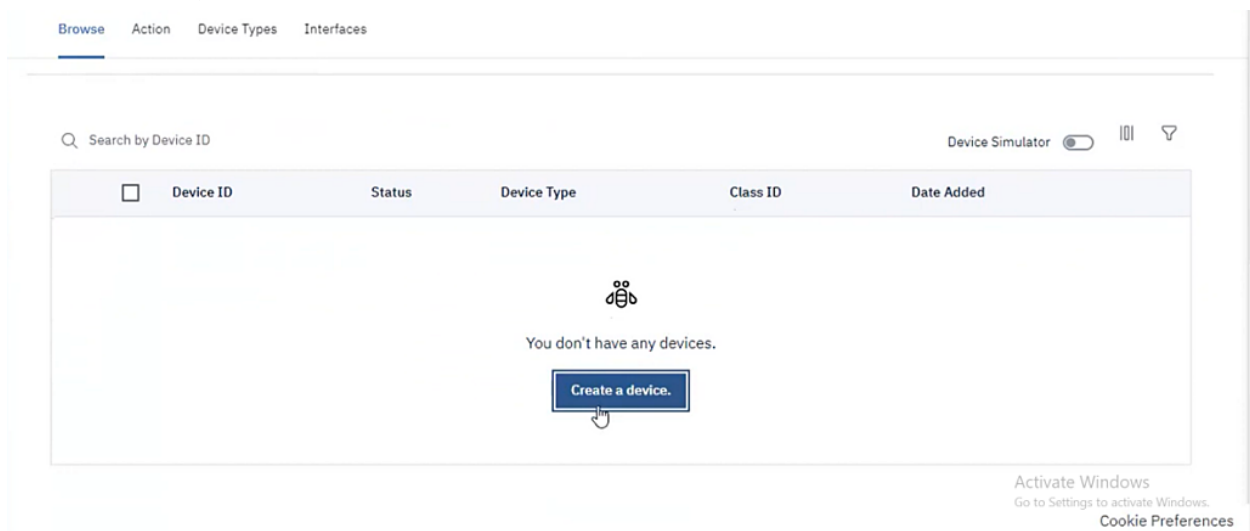 Browse Action Device Types Interfaces
Search by Device ID
Device Simulator
Device ID Status Device Type Class ID Date Added
You don't have any devices.
Create a device.
Activate Windows
Go to Settings to activate Windows.
Cookie Preferences